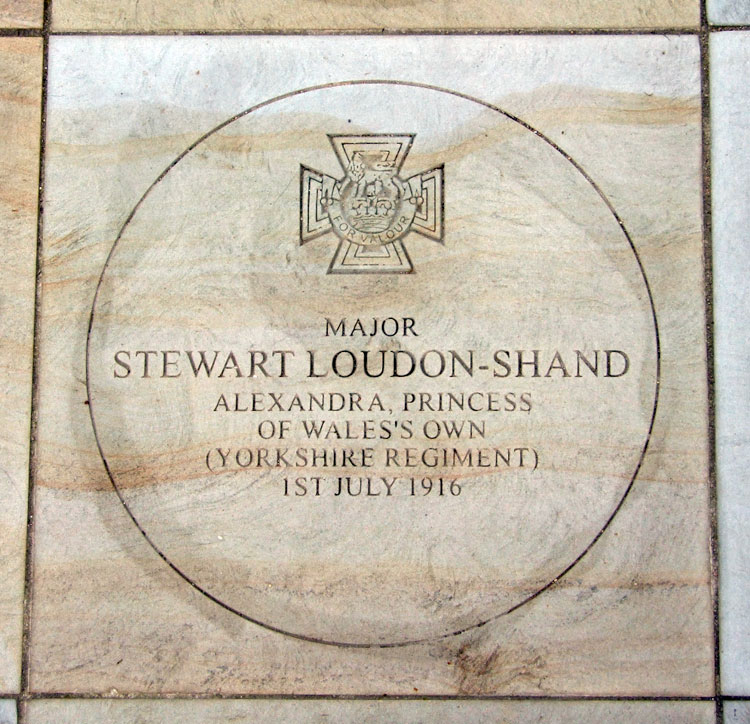 FOR VALOUR
MAJOR
STEWART LOUDON-SHAND
ALEXANDRA, PRINCESS
OF WALES'S OWN
(YORKSHIRE REGIMENT)
1ST JULY 1916